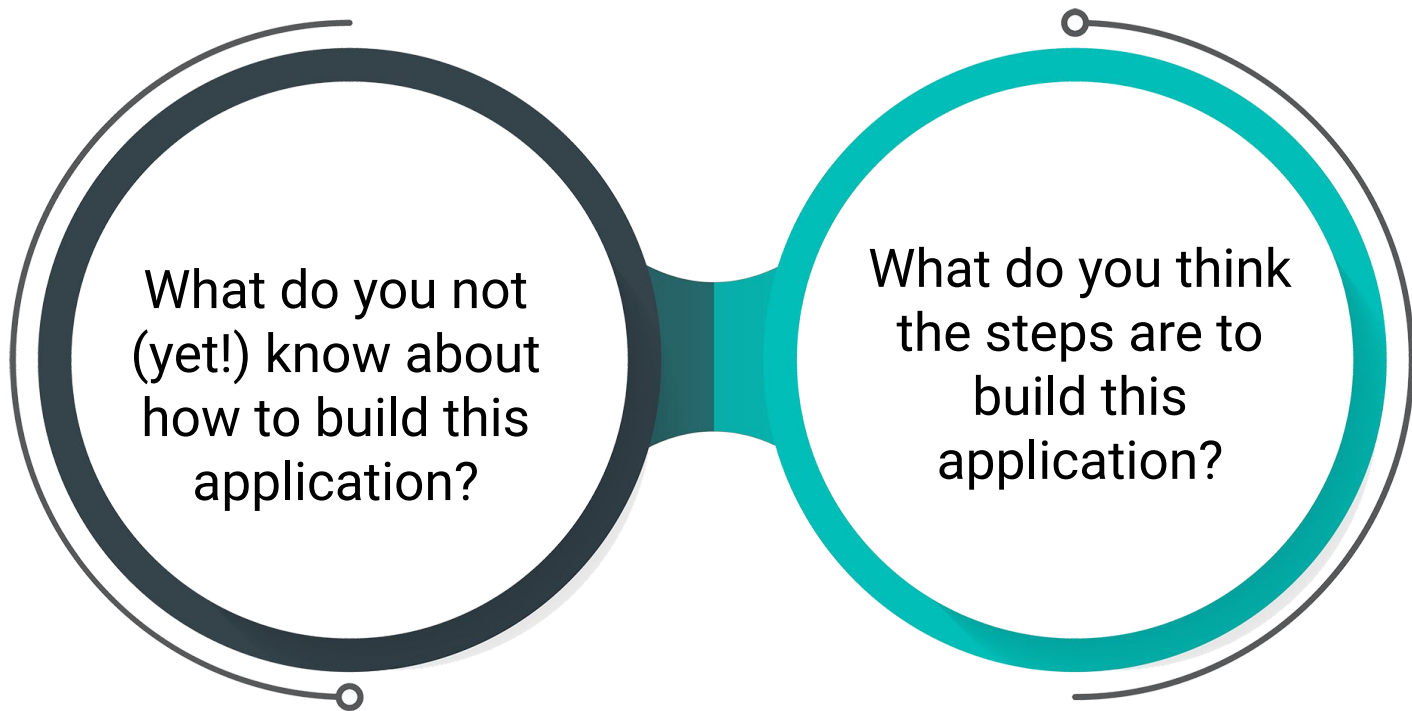 What do you not
(yet!) know about
how to build this
application?
What do you think
the steps are to
build this
application?